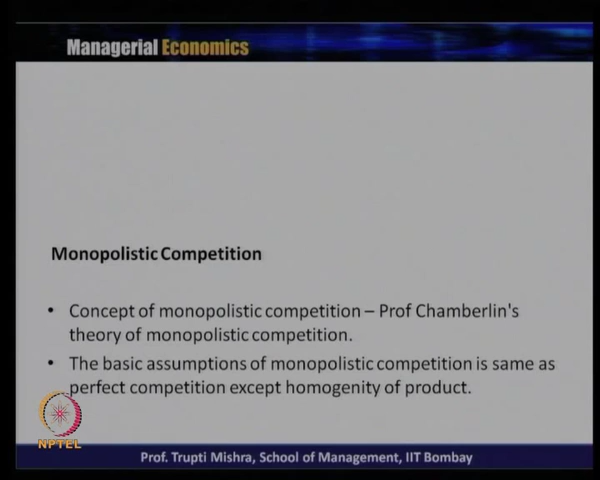 Managerial Economics
Monopolistic Competition
• Concept of monopolistic competition – Prof Chamberlin's
theory of monopolistic competition.
• The basic assumptions of monopolistic competition is same as
perfect competition except homogenity of product.
NPTEL
Prof. Trupti Mishra, School of Management, IIT Bombay